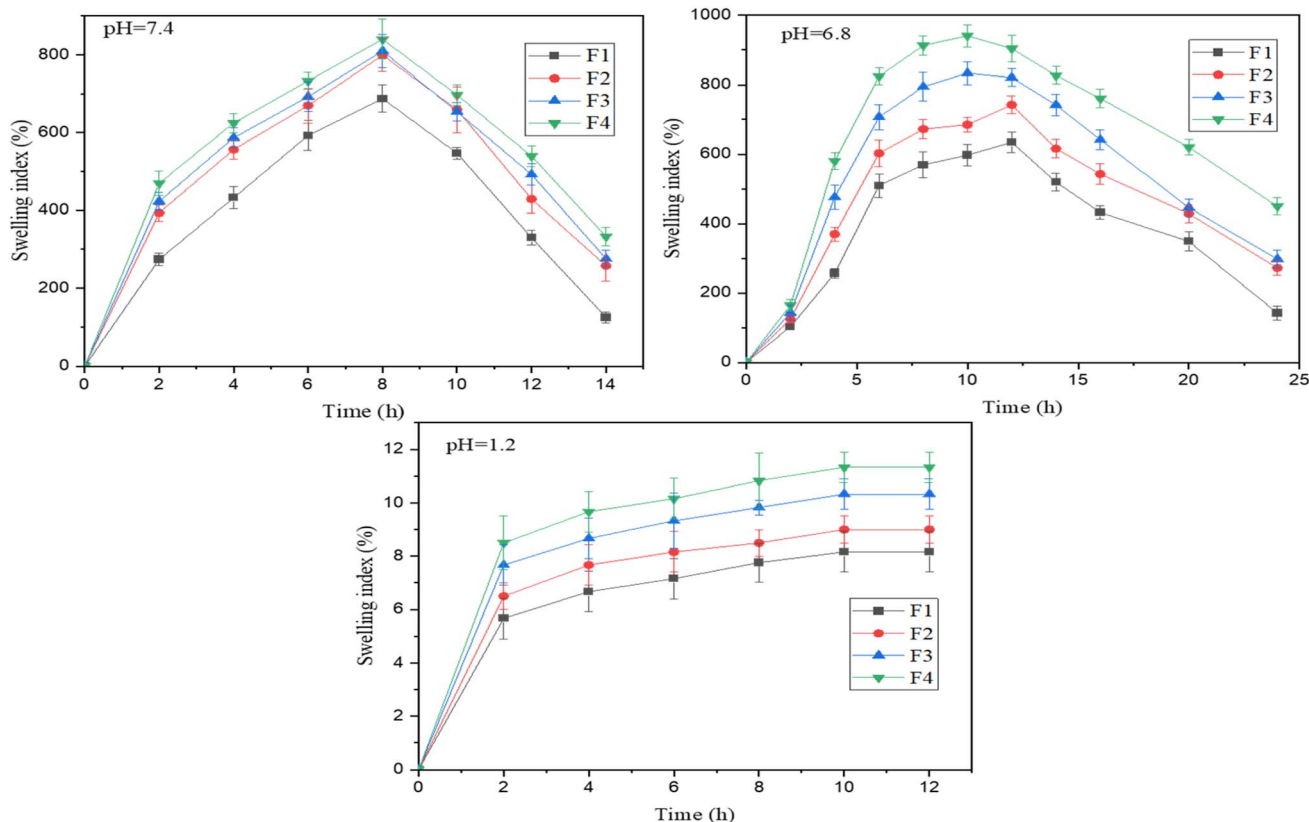 pH=7.4
F1
F2
F3
F4
800
600
400
200
0
Swelling index (%)
0 2 4 6 8 10 12 14
Time (h)
pH=6.8
F1
F2
F3
F4
1000
800
600
400
200
0
Swelling index (%)
0 5 10 15 20 25
Time (h)
pH=1.2
F1
F2
F3
F4
12
10
8
6
4
2
0
Swelling index (%)
0 2 4 6 8 10 12
Time (h)